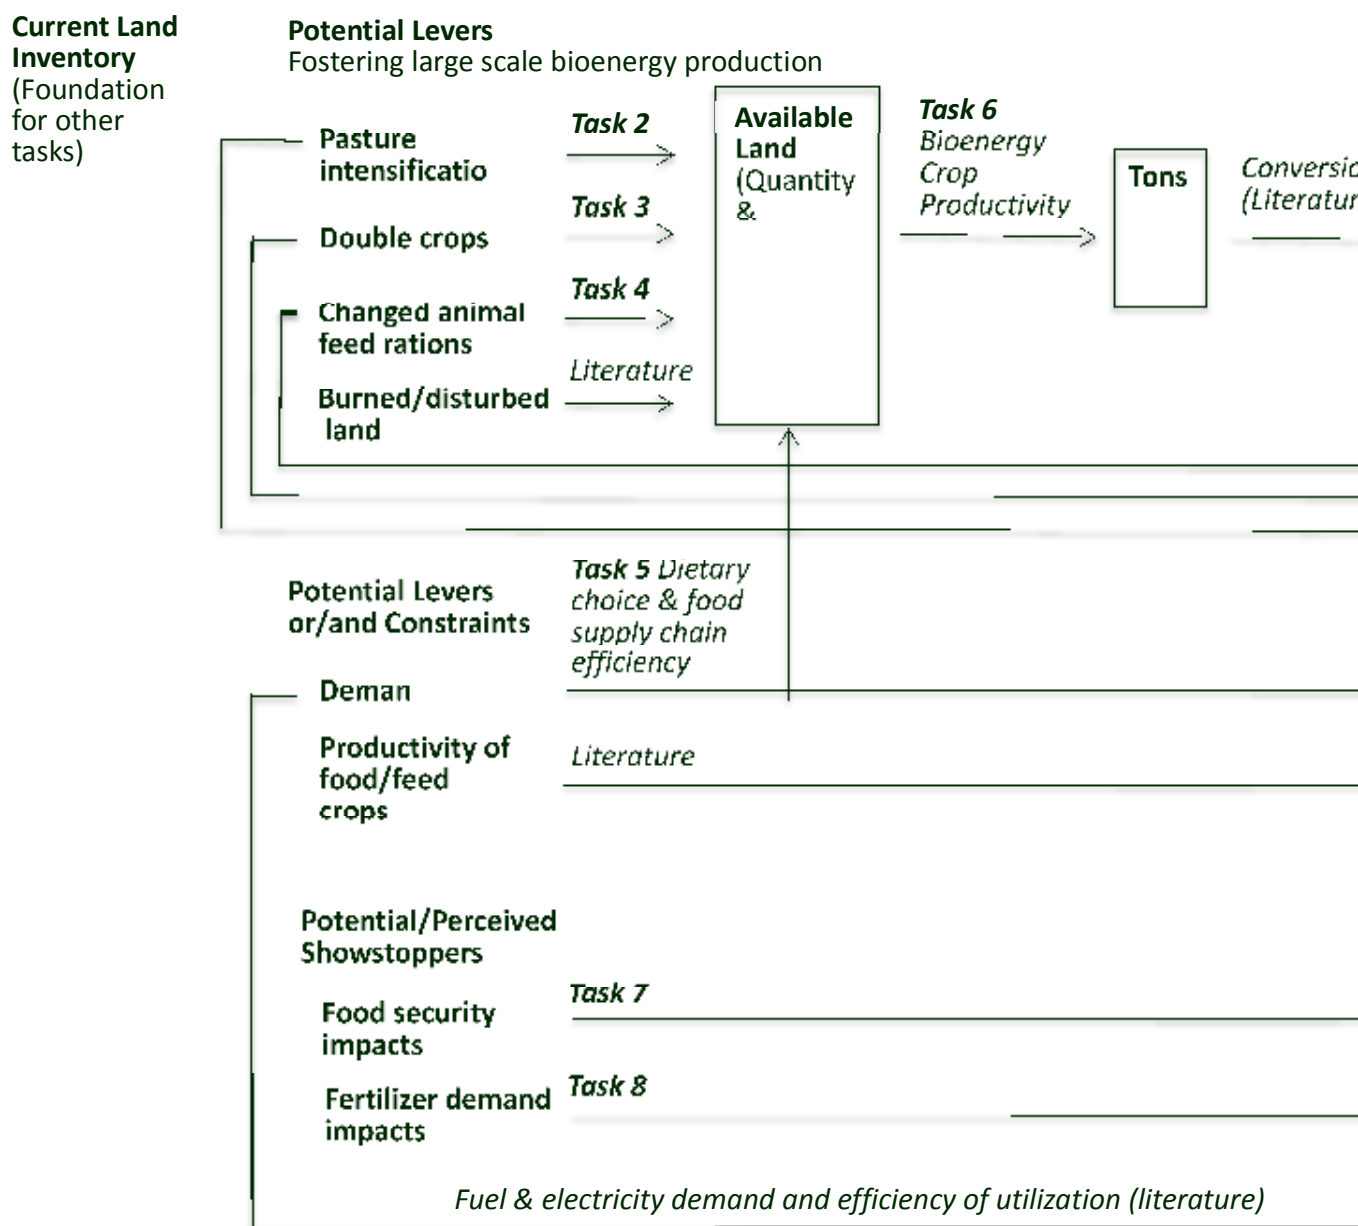 Current Land
Inventory
(Foundation
for other
tasks)
Potential Levers
Fostering large scale bioenergy production
Pasture
intensificatio
Task 2
Double crops
Task 3
Changed animal
feed rations
Task 4
Burned/disturbed
land
Literature
Available
Land
(Quantity
&
Task 6
Bioenergy
Crop
Productivity
Tons
Conversio
(Literatur
Potential Levers
or/and Constraints
Task 5 Dietary
choice & food
supply chain
efficiency
Deman
Productivity of
food/feed
crops
Literature
Potential/Perceived
Showstoppers
Food security
impacts
Task 7
Fertilizer demand
impacts
Task 8
Fuel & electricity demand and efficiency of utilization (literature)